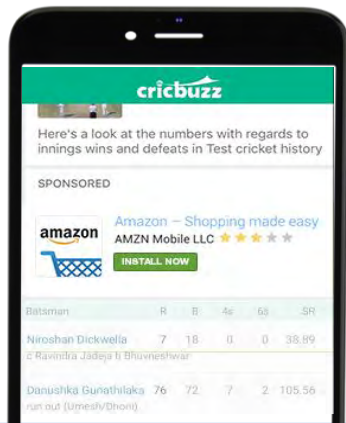 cricbuzz
Here's a look at the numbers with regards to
innings wins and defeats in Test cricket history
SPONSORED
amazon
Amazon – Shopping made easy
AMZN Mobile LLC
INSTALL NOW
Batsman R B 4s 6s SR
Niroshan Dickwella 7 18 0 0 38.89
c Ravindra Jadeja b Bhuvneshwar
Danushka Gunathilaka 76 72 7 2 105.56
run out (Umesh/Dhoni)